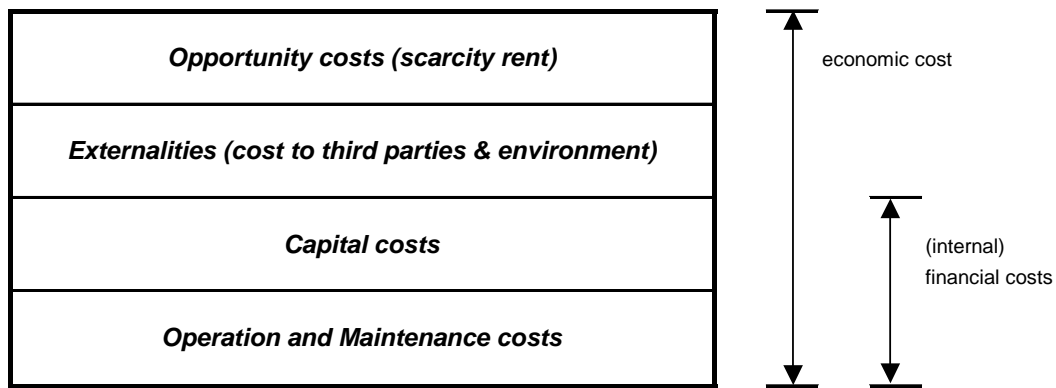 Opportunity costs (scarcity rent)
economic cost
Externalities (cost to third parties & environment)
Capital costs
(internal)
financial costs
Operation and Maintenance costs